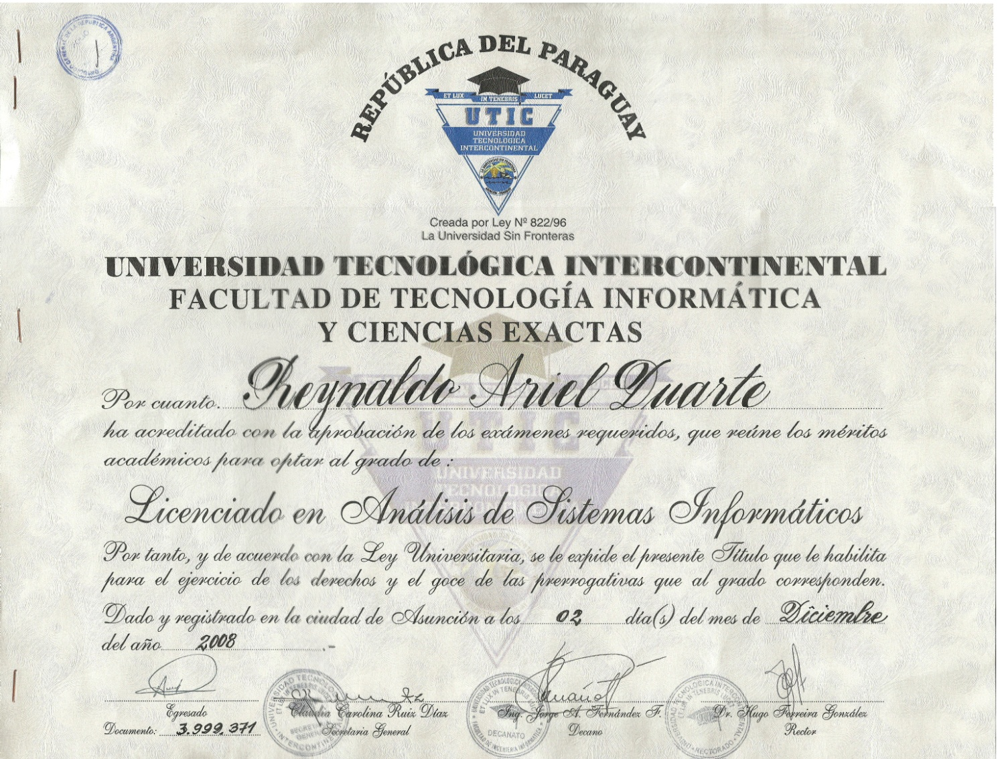 REPÚBLICA DEL PARAGUAY
ET LUX IN TENEBRIS LUCET
UTIC
UNIVERSIDAD
TECNOLOGICA
INTERCONTINENTAL
Creada por Ley Nº 822/96
La Universidad Sin Fronteras
UNIVERSIDAD TECNOLÓGICA INTERCONTINENTAL
FACULTAD DE TECNOLOGÍA INFORMÁTICA
Y CIENCIAS EXACTAS
Por cuanto. Reynaldo Ariel Duarte
ha acreditado con la aprobación de los exámenes requeridos, que reúne los méritos
académicos para optar al grado de :
Licenciado en Análisis de Sistemas Informáticos
Por tanto, y de acuerdo con la Ley Universitaria, se le expide el presente Título que le habilita
para el ejercicio de los derechos y el goce de las prerrogativas que al grado corresponden.
Dado y registrado en la ciudad de Asunción a los 02 día(s) del mes de Diciembre
del año 2008 .-
Egresado
Documento: 3.999.371
Claudia Carolina Ruiz Díaz
Secretaria General
Ing. Jorge A. Fernández F.
Decano
DECANATO
Dr. Hugo Ferreira González
Rector
RECTORADO